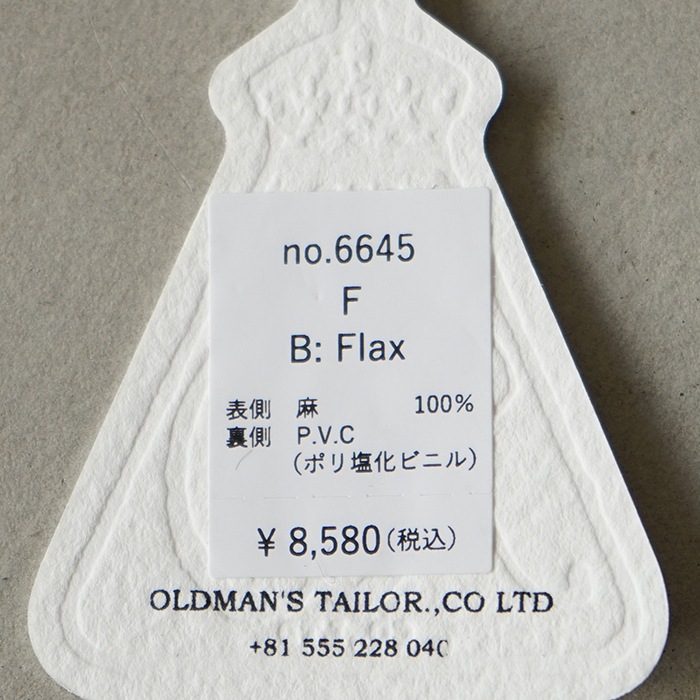 no.6645
F
B: Flax
表側 麻 100%
裏側 P.V.C
(ポリ塩化ビニル)
¥ 8,580(税込)
OLDMAN'S TAILOR.,CO LTD
+81 555 228 04